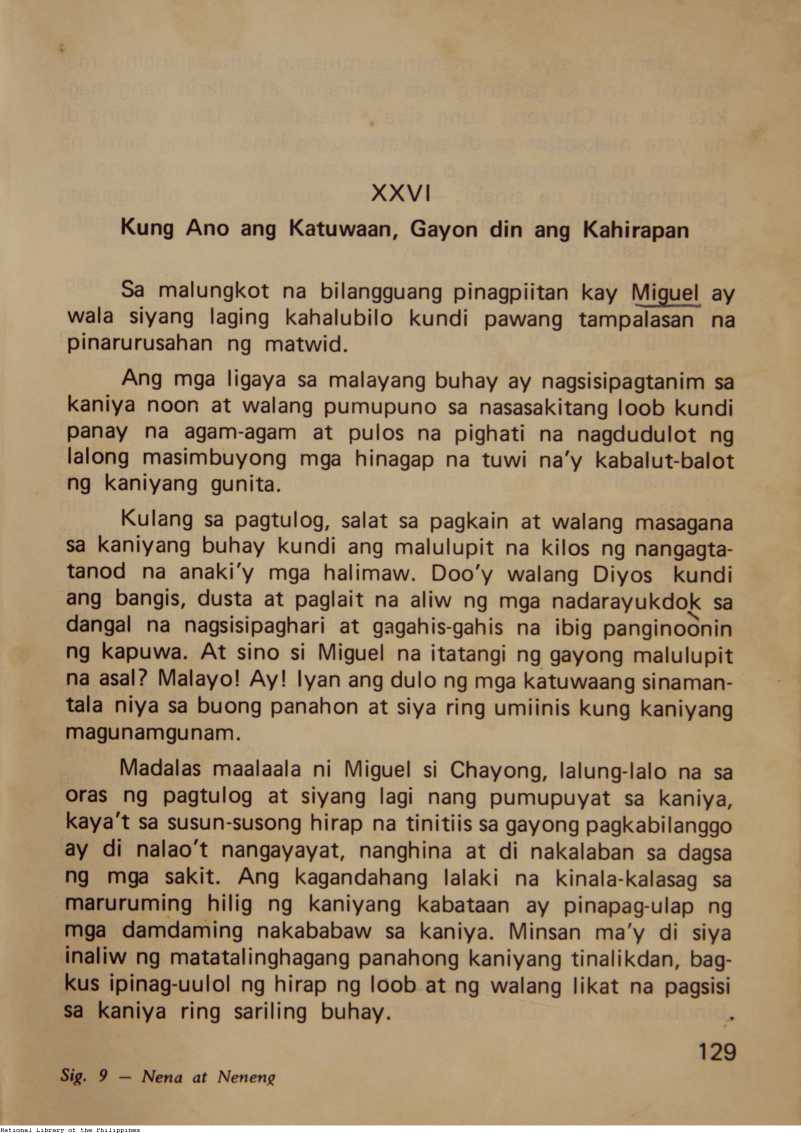 XXVI
Kung Ano ang Katuwaan, Gayon din ang Kahirapan
Sa malungkot na bilangguang pinagpiitan kay Miguel ay
wala siyang laging kahalubilo kundi pawang tampalasan na
pinarurusahan ng matwid.
Ang mga ligaya sa malayang buhay ay nagsisipagtanim sa
kaniya noon at walang pumupuno sa nasasakitang loob kundi
panay na agam-agam at pulos na pighati na nagdudulot ng
lalong masimbuyong mga hinagap na tuwi na'y kabalut-balot
ng kaniyang gunita.
Kulang sa pagtulog, salat sa pagkain at walang masagana
sa kaniyang buhay kundi ang malulupit na kilos ng nangagta-
tanod na anaki'y mga halimaw. Doo'y walang Diyos kundi
ang bangis, dusta at paglait na aliw ng mga nadarayukdok sa
dangal na nagsisipaghari at gagahis-gahis na ibig panginoonin
ng kapuwa. At sino si Miguel na itatangi ng gayong malulupit
na asal? Malayo! Ay! Iyan ang dulo ng mga katuwaang sinaman-
tala niya sa buong panahon at siya ring umiinis kung kaniyang
magunamgunam.
Madalas maalaala ni Miguel si Chayong, lalung-lalo na sa
oras ng pagtulog at siyang lagi nang pumupuyat sa kaniya,
kaya't sa susun-susong hirap na tinitiis sa gayong pagkabilanggo
ay di nalao't nangayayat, nanghina at di nakalaban sa dagsa
ng mga sakit. Ang kagandahang lalaki na kinala-kalasag sa
maruruming hilig ng kaniyang kabataan ay pinapag-ulap ng
mga damdaming nakababaw sa kaniya. Minsan ma'y di siya
inaliw ng matatalinghagang panahong kaniyang tinalikdan, bag-
kus ipinag-uulol ng hirap ng loob at ng walang likat na pagsisi
sa kaniya ring sariling buhay.
129
Sig. 9 — Nena at Neneng
National Library of the Philippines